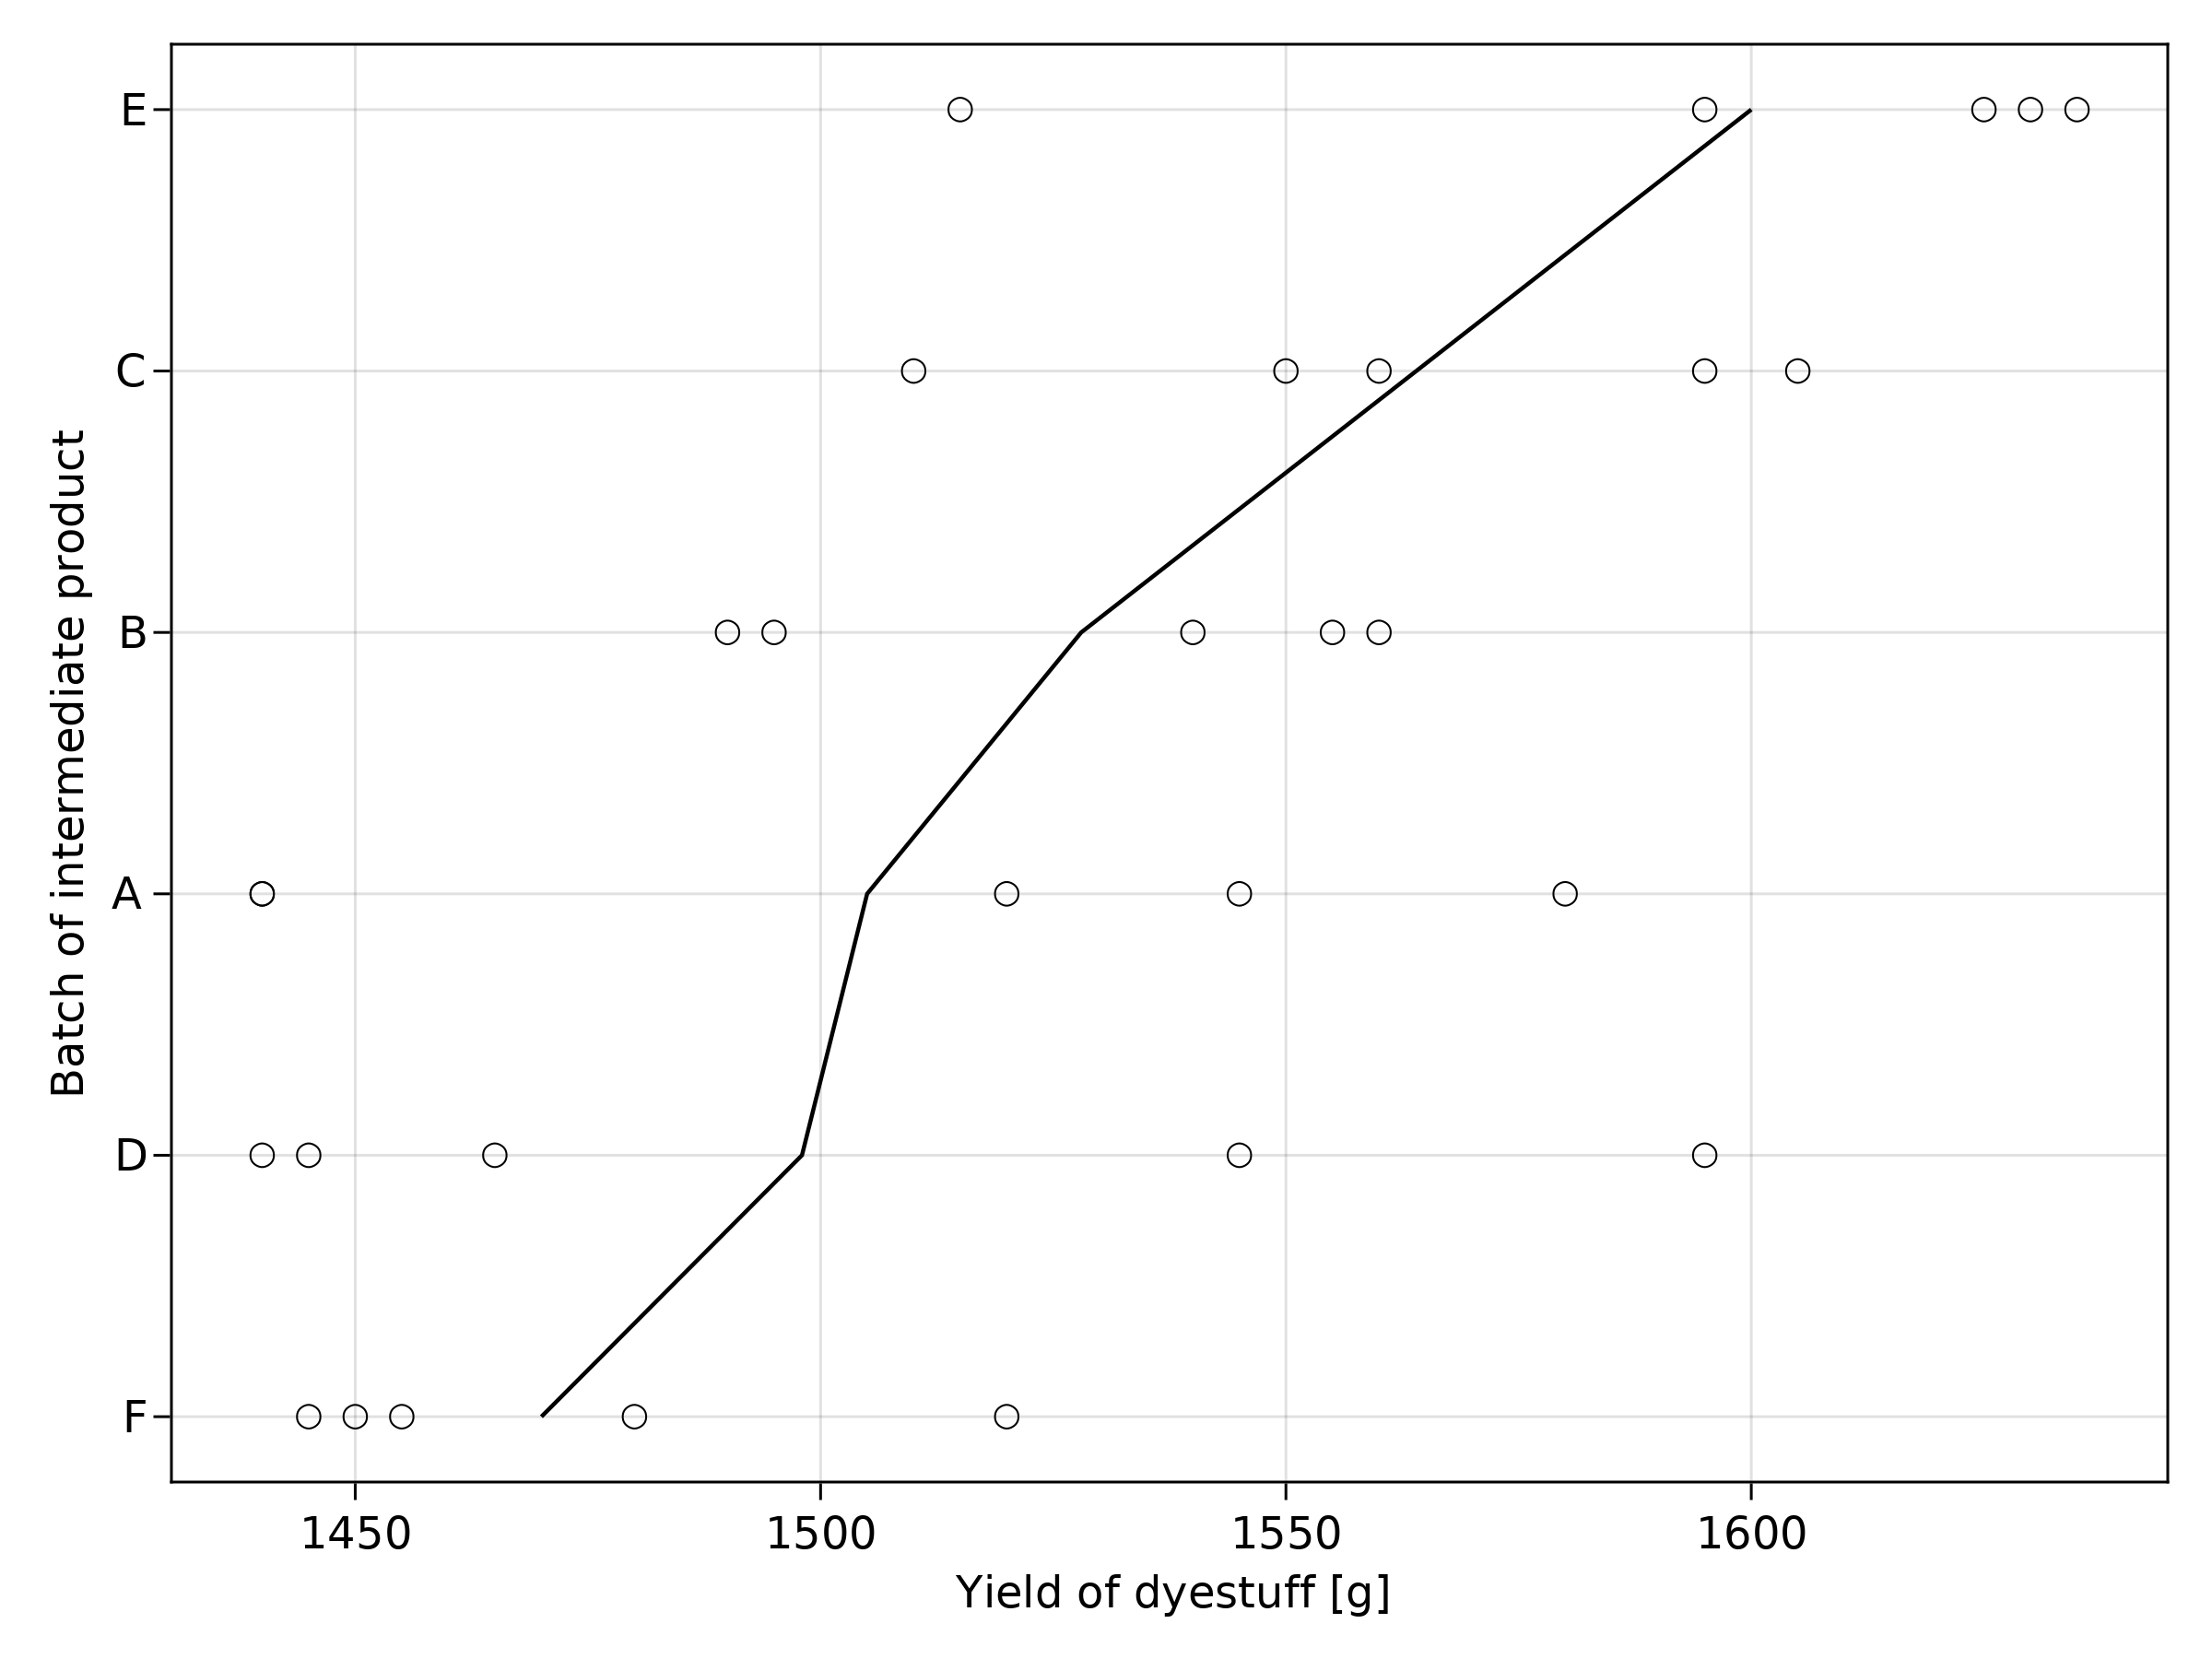 E
C
B
A
D
F
Batch of intermediate product
1450 1500 1550 1600
Yield of dyestuff [g]